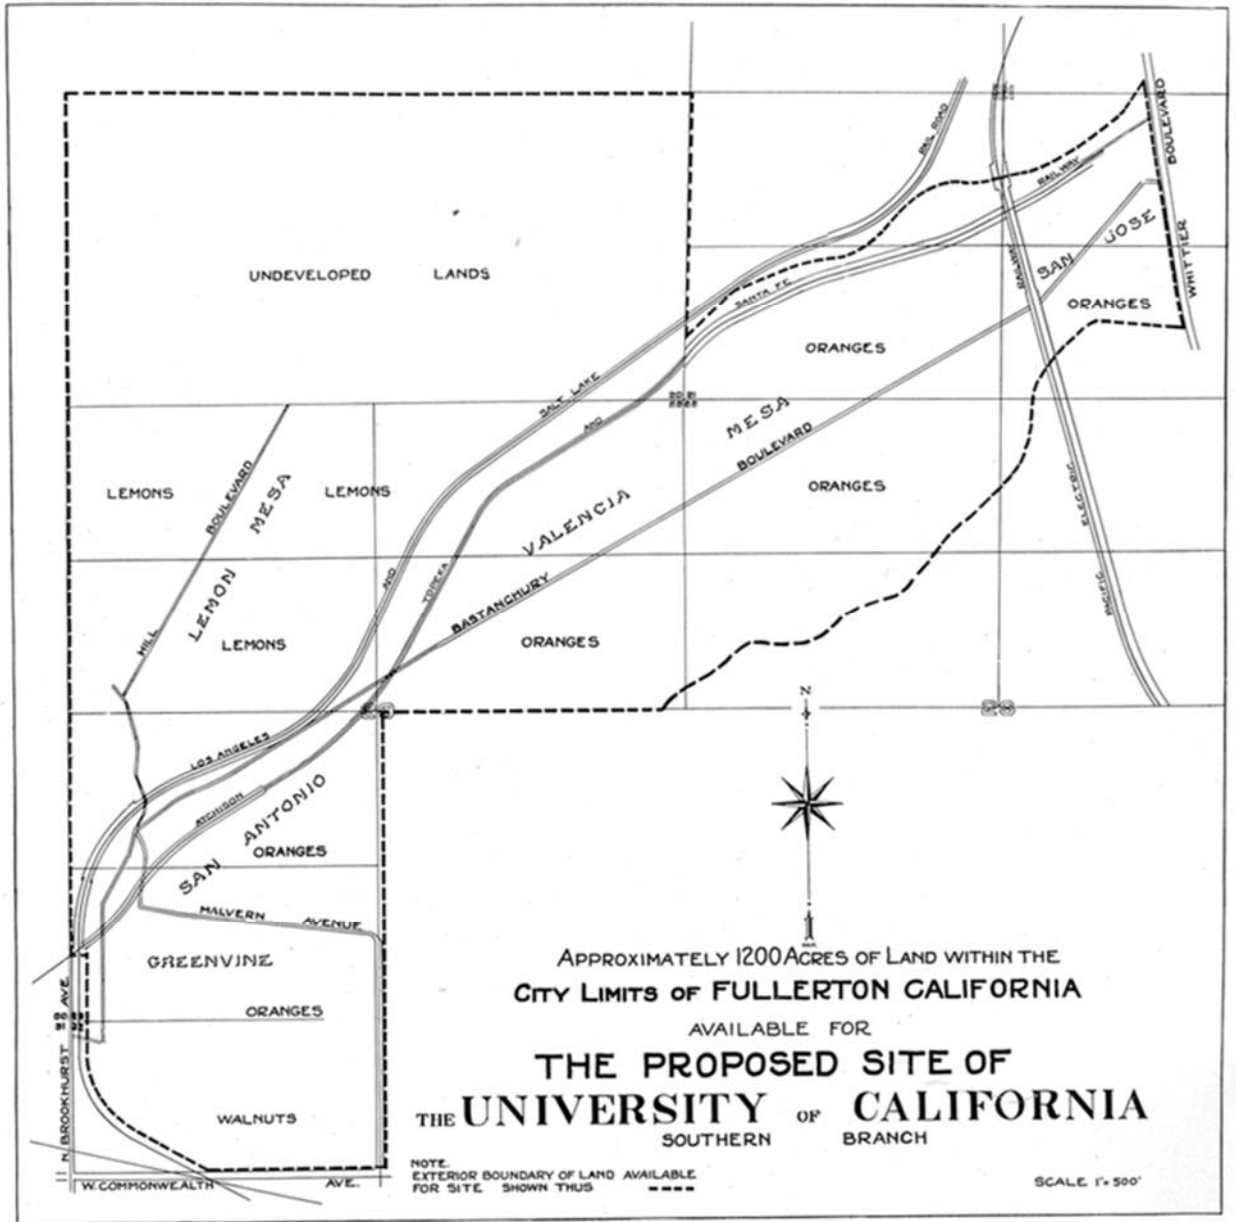 RAIL ROAD
BOULEVARD
RAILWAY
SAN JOSE
WHITTIER
RAILWAY
UNDEVELOPED LANDS
SANTA FE
ORANGES
ORANGES
SALT LAKE
AND
MESA
BOULEVARD
LEMONS
BOULEVARD
MESA
LEMONS
ORANGES
VALENCIA
ELECTRIC
AND
TOPEKA
PACIFIC
LEMON
HILL
LEMONS
BASTANCHURY
ORANGES
N
LOS ANGELES
ATCHISON
SAN ANTONIO
ORANGES
MALVERN AVENUE
GREENVINE
ORANGES
N. BROOKHURST AVE
WALNUTS
W. COMMONWEALTH AVE.
APPROXIMATELY 1200 ACRES OF LAND WITHIN THE
CITY LIMITS OF FULLERTON CALIFORNIA
AVAILABLE FOR
THE PROPOSED SITE OF
THE UNIVERSITY OF CALIFORNIA
SOUTHERN BRANCH
NOTE.
EXTERIOR BOUNDARY OF LAND AVAILABLE
FOR SITE SHOWN THUS
SCALE 1"=500'